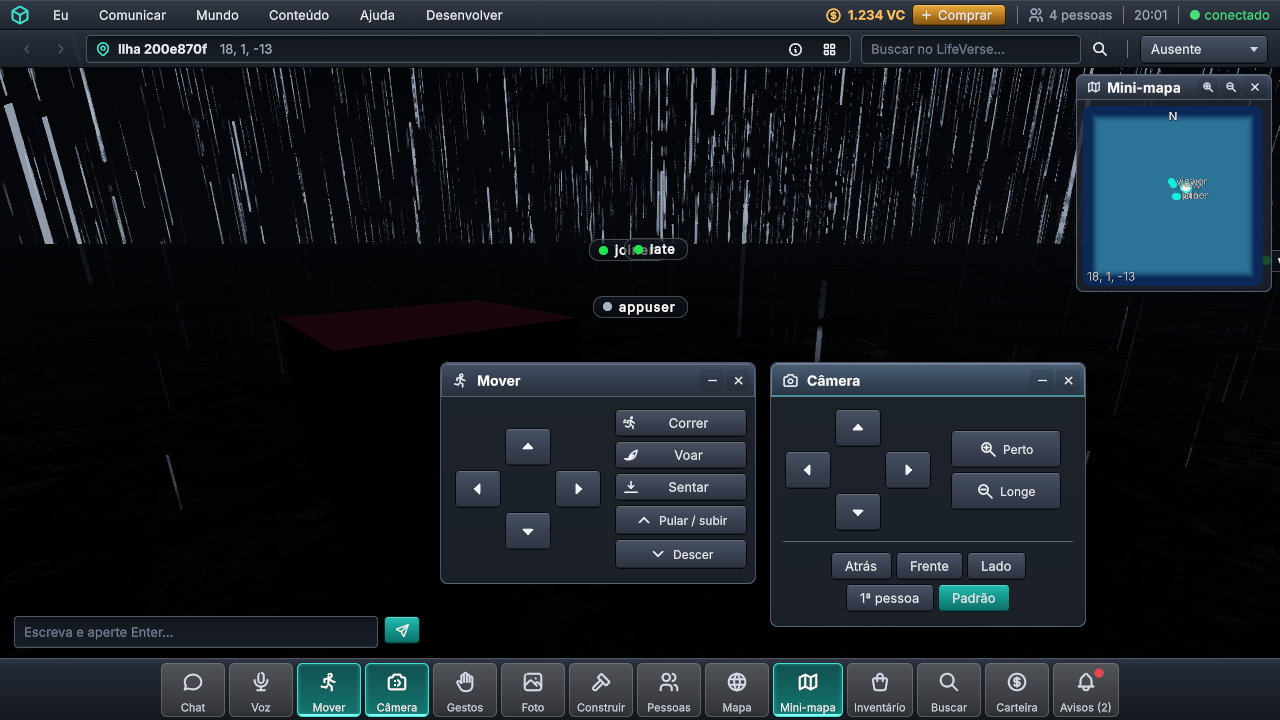 Eu Comunicar Mundo Conteúdo Ajuda Desenvolver 1.234 VC + Comprar 4 pessoas 20:01 conectado
Ilha 200e870f 18, 1, -13 Buscar no LifeVerse... Ausente
Mini-mapa
N
18, 1, -13
late
appuser
Mover
Correr
Voar
Sentar
Pular / subir
Descer
Câmera
Perto
Longe
Atrás Frente Lado
1ª pessoa Padrão
Escreva e aperte Enter...
Chat Voz Mover Câmera Gestos Foto Construir Pessoas Mapa Mini-mapa Inventário Buscar Carteira Avisos (2)